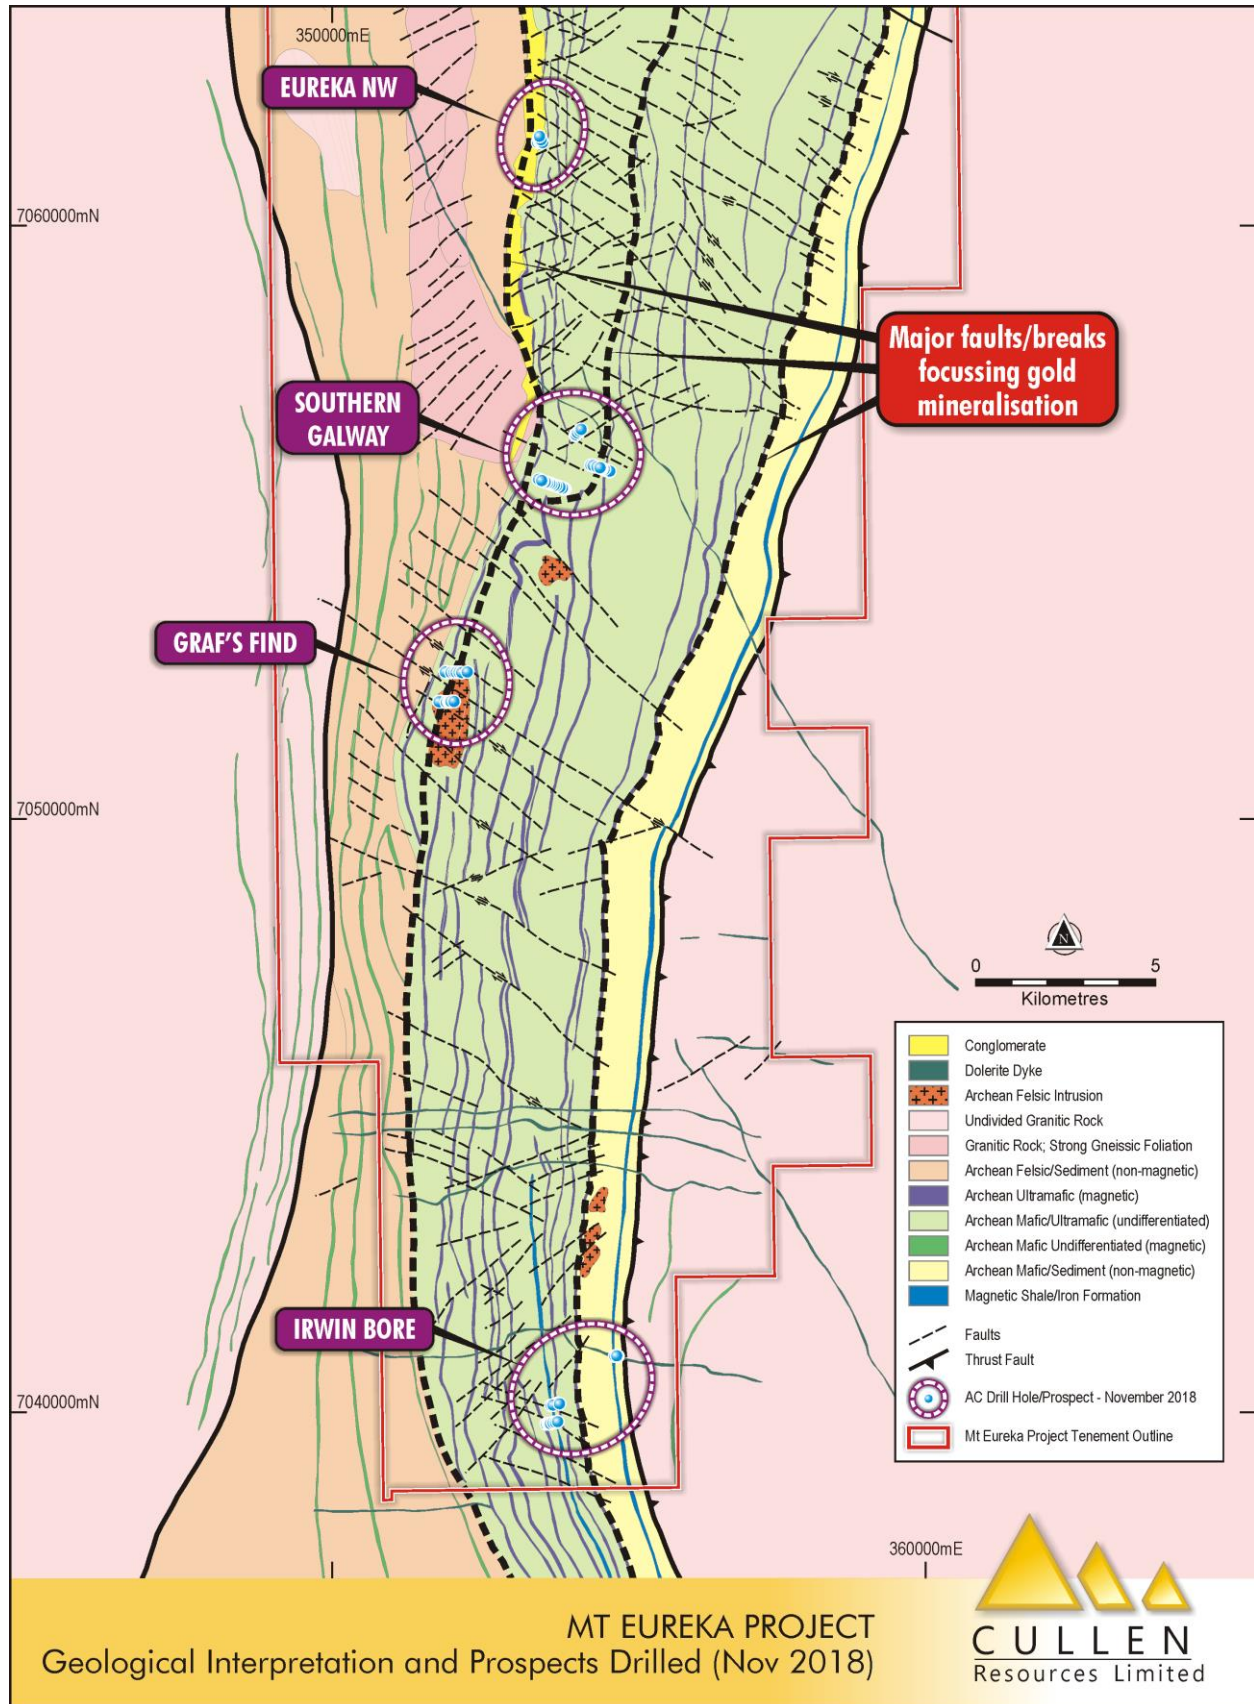 350000mE
EUREKA NW
7060000mN
Major faults/breaks
focussing gold
mineralisation
SOUTHERN
GALWAY
GRAF'S FIND
7050000mN
N
0 5
Kilometres
Conglomerate
Dolerite Dyke
Archean Felsic Intrusion
Undivided Granitic Rock
Granitic Rock; Strong Gneissic Foliation
Archean Felsic/Sediment (non-magnetic)
Archean Ultramafic (magnetic)
Archean Mafic/Ultramafic (undifferentiated)
Archean Mafic Undifferentiated (magnetic)
Archean Mafic/Sediment (non-magnetic)
Magnetic Shale/Iron Formation
Faults
Thrust Fault
AC Drill Hole/Prospect - November 2018
Mt Eureka Project Tenement Outline
IRWIN BORE
7040000mN
360000mE
MT EUREKA PROJECT
Geological Interpretation and Prospects Drilled (Nov 2018)
CULLEN
Resources Limited